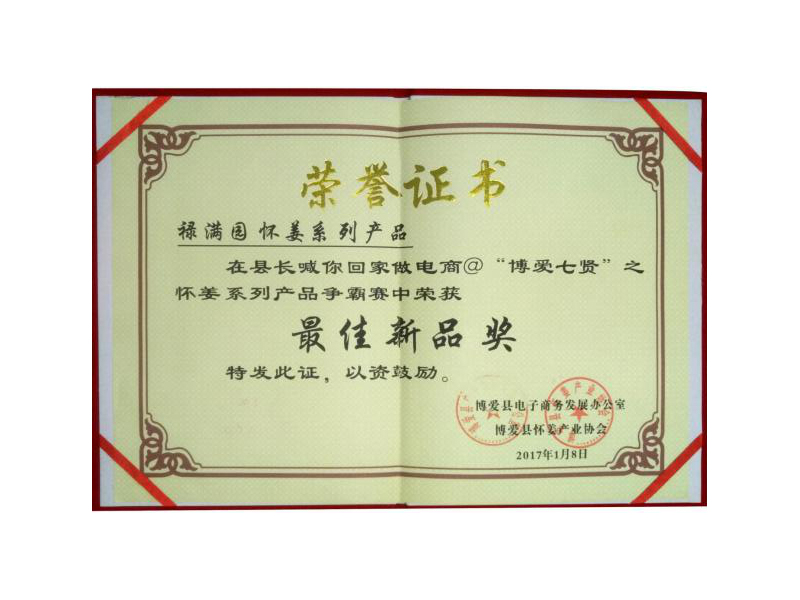 荣誉证书
禄满园怀姜系列产品
在县长喊你回家做电商@“博爱七贤”之
怀姜系列产品争霸赛中荣获
最佳新品奖
特发此证，以资鼓励。
博爱县电子商务发展办公室
博爱县怀姜产业协会
2017年1月8日